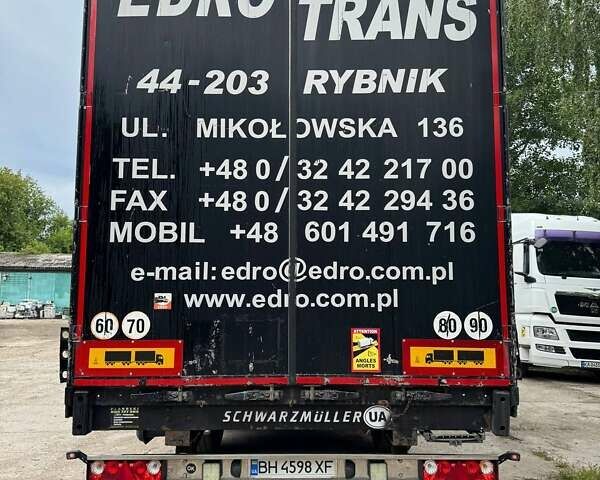 EDRO TRANS
44-203 RYBNIK
UL. MIKOŁOWSKA 136
TEL. +48 0/32 42 217 00
FAX +48 0/32 42 294 36
MOBIL +48 601 491 716
e-mail: edro@edro.com.pl
www.edro.com.pl
60 70 80 90
ATTENTION
ANGLES
MORTS
SCHWARZMÜLLER UA
BH 4598 XF